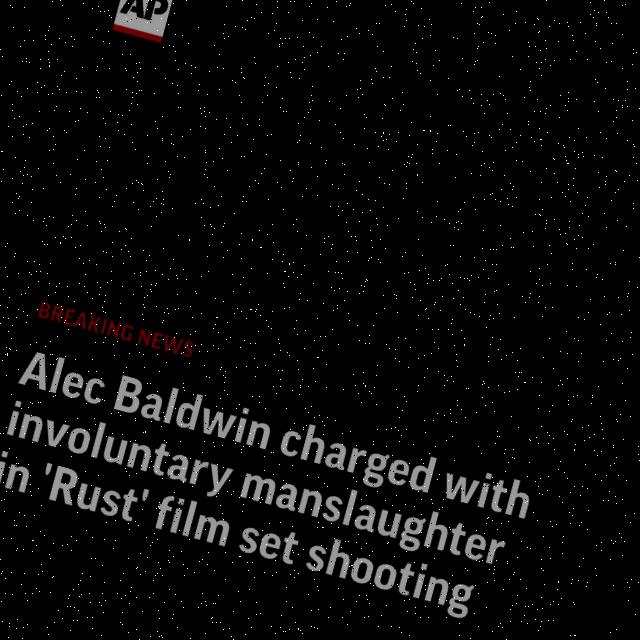 AP
BREAKING NEWS
Alec Baldwin charged with
involuntary manslaughter
in 'Rust' film set shooting